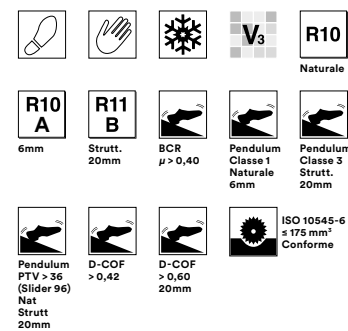 V3
R10
Naturale
R10
A
R11
B
6mm
Strutt.
20mm
BCR
μ > 0,40
Pendulum
Classe 1
Naturale
6mm
Pendulum
Classe 3
Strutt.
20mm
Pendulum
PTV > 36
(Slider 96)
Nat
Strutt
20mm
D-COF
> 0,42
D-COF
> 0,60
20mm
ISO 10545-6
≤ 175 mm³
Conforme